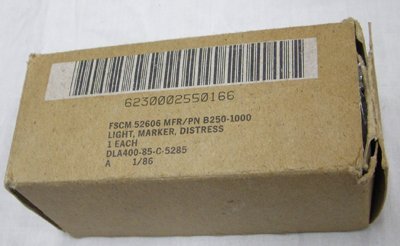 6230002550166
FSCM 52606 MFR/PN B250-1000
LIGHT, MARKER, DISTRESS
1 EACH
DLA400-85-C-5285
A 1/86